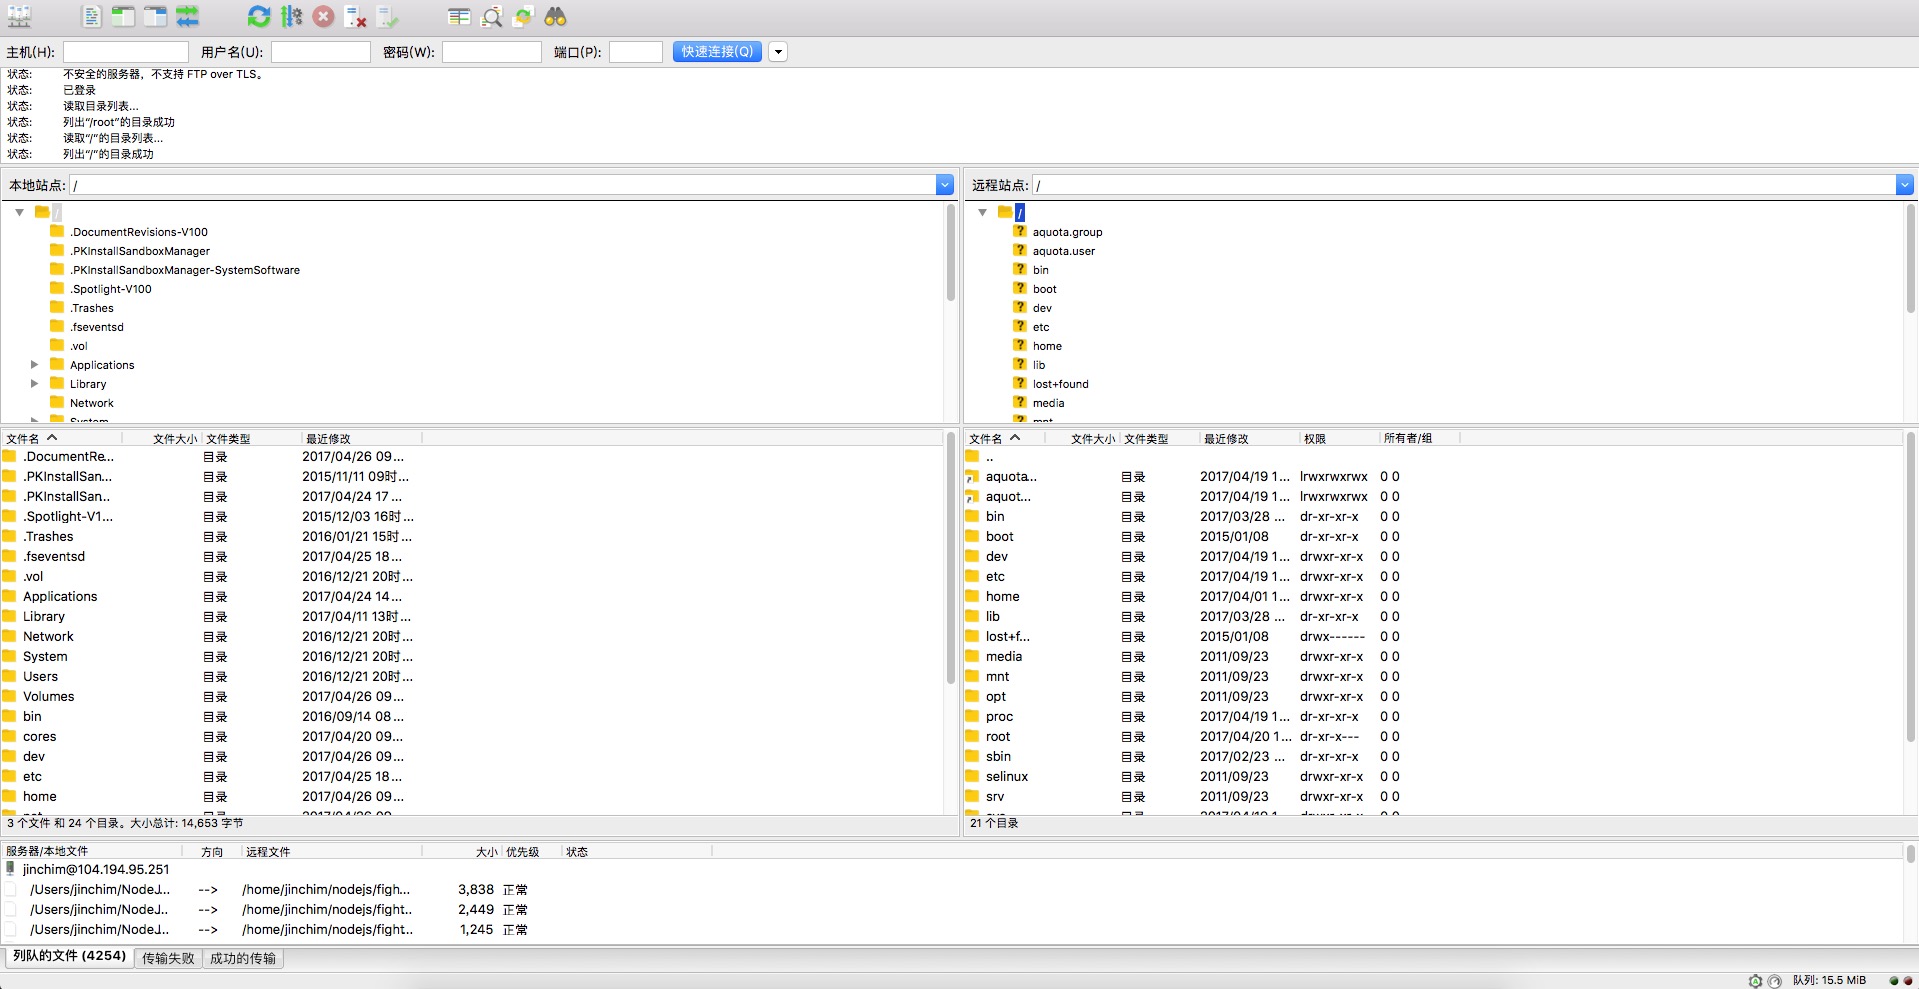 主机(H): 用户名(U): 密码(W): 端口(P): 快速连接(Q)
状态: 不安全的服务器，不支持 FTP over TLS。
状态: 已登录
状态: 读取目录列表...
状态: 列出“/root”的目录成功
状态: 读取“/”的目录列表...
状态: 列出“/”的目录成功
本地站点: /
/
.DocumentRevisions-V100
.PKInstallSandboxManager
.PKInstallSandboxManager-SystemSoftware
.Spotlight-V100
.Trashes
.fseventsd
.vol
Applications
Library
Network
System
远程站点: /
/
aquota.group
aquota.user
bin
boot
dev
etc
home
lib
lost+found
media
mnt
文件名 文件大小 文件类型 最近修改
.DocumentRe... 目录 2017/04/26 09...
.PKInstallSan... 目录 2015/11/11 09时...
.PKInstallSan... 目录 2017/04/24 17 ...
.Spotlight-V1... 目录 2015/12/03 16时...
.Trashes 目录 2016/01/21 15时...
.fseventsd 目录 2017/04/25 18...
.vol 目录 2016/12/21 20时...
Applications 目录 2017/04/24 14...
Library 目录 2017/04/11 13时...
Network 目录 2016/12/21 20时...
System 目录 2016/12/21 20时...
Users 目录 2016/12/21 20时...
Volumes 目录 2017/04/26 09...
bin 目录 2016/09/14 08...
cores 目录 2017/04/20 09...
dev 目录 2017/04/26 09...
etc 目录 2017/04/25 18...
home 目录 2017/04/26 09...
3 个文件 和 24 个目录。大小总计: 14,653 字节
文件名 文件大小 文件类型 最近修改 权限 所有者/组
..
aquota... 目录 2017/04/19 1... lrwxrwxrwx 0 0
aquot... 目录 2017/04/19 1... lrwxrwxrwx 0 0
bin 目录 2017/03/28 ... dr-xr-xr-x 0 0
boot 目录 2015/01/08 dr-xr-xr-x 0 0
dev 目录 2017/04/19 1... drwxr-xr-x 0 0
etc 目录 2017/04/19 1... drwxr-xr-x 0 0
home 目录 2017/04/01 1... drwxr-xr-x 0 0
lib 目录 2017/03/28 ... dr-xr-xr-x 0 0
lost+f... 目录 2015/01/08 drwx------ 0 0
media 目录 2011/09/23 drwxr-xr-x 0 0
mnt 目录 2011/09/23 drwxr-xr-x 0 0
opt 目录 2011/09/23 drwxr-xr-x 0 0
proc 目录 2017/04/19 1... dr-xr-xr-x 0 0
root 目录 2017/04/20 1... dr-xr-x--- 0 0
sbin 目录 2017/02/23 ... dr-xr-xr-x 0 0
selinux 目录 2011/09/23 drwxr-xr-x 0 0
srv 目录 2011/09/23 drwxr-xr-x 0 0
21 个目录
服务器/本地文件 方向 远程文件 大小 优先级 状态
jinchim@104.194.95.251
/Users/jinchim/NodeJ... --> /home/jinchim/nodejs/figh... 3,838 正常
/Users/jinchim/NodeJ.. --> /home/jinchim/nodejs/fight.. 2,449 正常
/Users/jinchim/NodeJ.. --> /home/jinchim/nodejs/fight... 1,245 正常
列队的文件 (4254) 传输失败 成功的传输
队列: 15.5 MiB